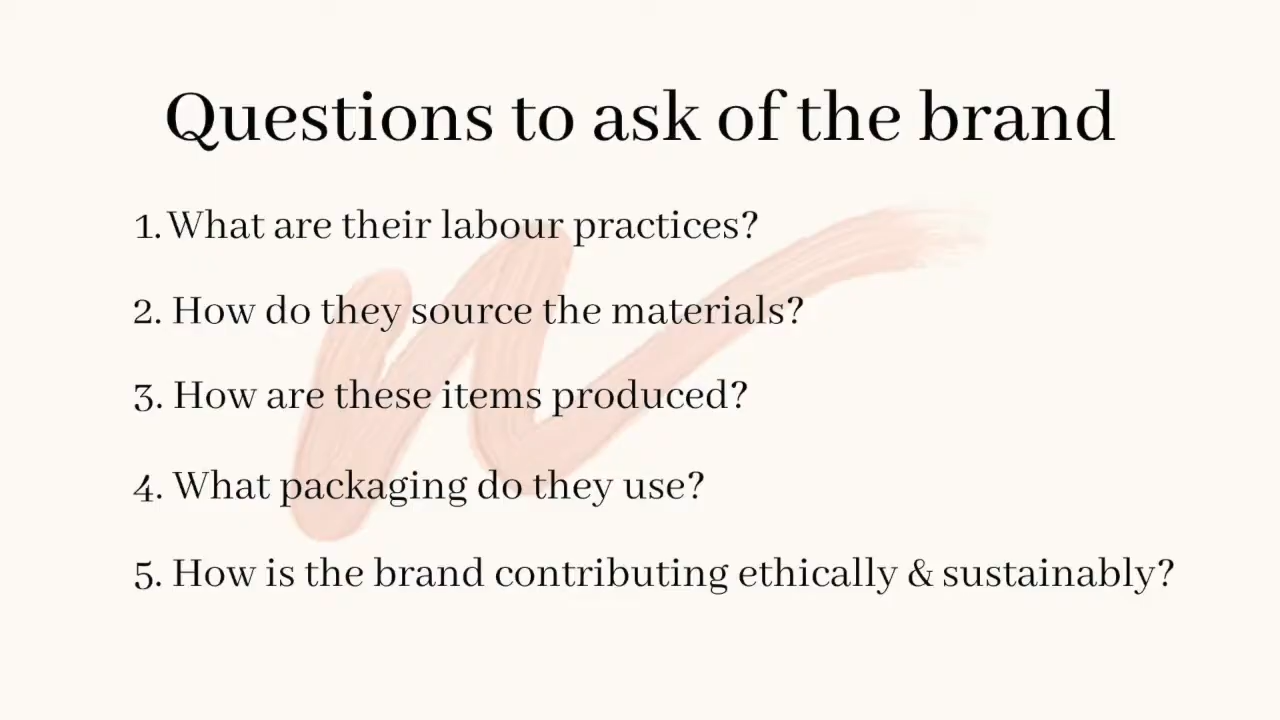 Questions to ask of the brand
1. What are their labour practices?
2. How do they source the materials?
3. How are these items produced?
4. What packaging do they use?
5. How is the brand contributing ethically & sustainably?